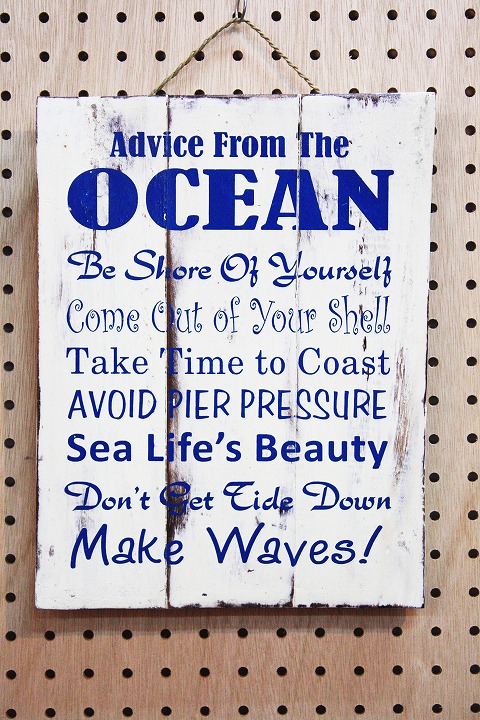 Advice From The
OCEAN
Be Shore Of Yourself
Come Out of Your Shell
Take Time to Coast
AVOID PIER PRESSURE
Sea Life's Beauty
Don't Get Tide Down
Make Waves!